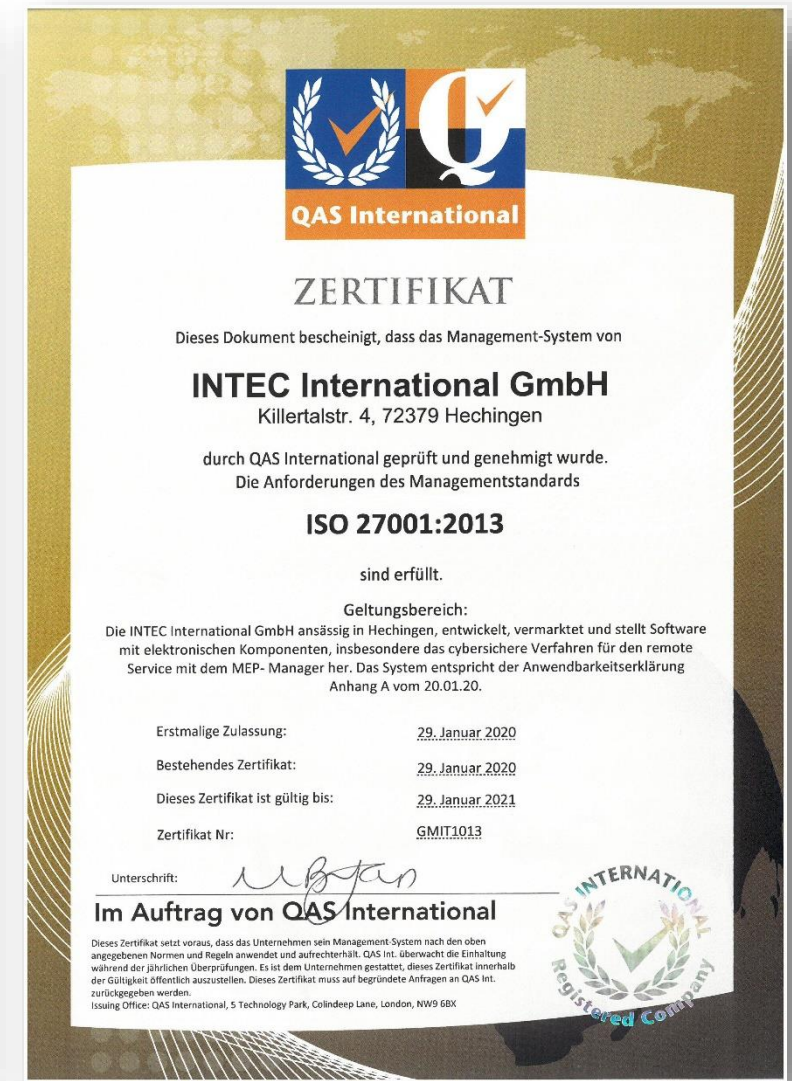 QAS International
ZERTIFIKAT
Dieses Dokument bescheinigt, dass das Management-System von
INTEC International GmbH
Killertalstr. 4, 72379 Hechingen
durch QAS International geprüft und genehmigt wurde.
Die Anforderungen des Managementstandards
ISO 27001:2013
sind erfüllt.
Geltungsbereich:
Die INTEC International GmbH ansässig in Hechingen, entwickelt, vermarktet und stellt Software
mit elektronischen Komponenten, insbesondere das cybersichere Verfahren für den remote
Service mit dem MEP- Manager her. Das System entspricht der Anwendbarkeitserklärung
Anhang A vom 20.01.20.
Erstmalige Zulassung: 29. Januar 2020
Bestehendes Zertifikat: 29. Januar 2020
Dieses Zertifikat ist gültig bis: 29. Januar 2021
Zertifikat Nr: GMIT1013
Unterschrift:
Im Auftrag von QAS International
Dieses Zertifikat setzt voraus, dass das Unternehmen sein Management-System nach den oben
angegebenen Normen und Regeln anwendet und aufrechterhält. QAS Int. überwacht die Einhaltung
während der jährlichen Überprüfungen. Es ist dem Unternehmen gestattet, dieses Zertifikat innerhalb
der Gültigkeit öffentlich auszustellen. Dieses Zertifikat muss auf begründete Anfragen an QAS Int.
zurückgegeben werden.
Issuing Office: QAS International, 5 Technology Park, Colindeep Lane, London, NW9 6BX
QAS INTERNATIONAL
Registered Company